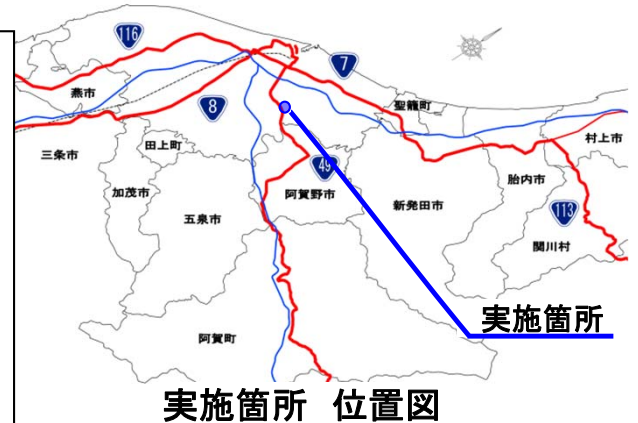 116
7
燕市
8
聖籠町
三条市
田上町
49
村上市
加茂市
阿賀野市
胎内市
五泉市
新発田市
113
関川村
実施箇所
阿賀町
実施箇所 位置図